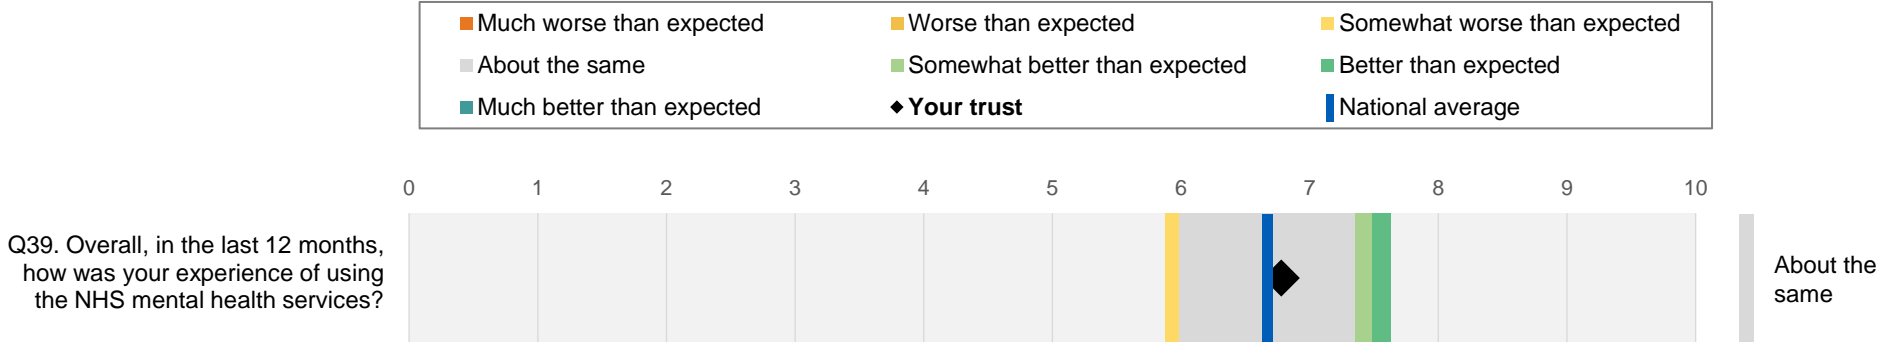 Much worse than expected
Worse than expected
Somewhat worse than expected
About the same
Somewhat better than expected
Better than expected
Much better than expected
Your trust
National average
0 1 2 3 4 5 6 7 8 9 10
Q39. Overall, in the last 12 months,
how was your experience of using
the NHS mental health services?
About the
same